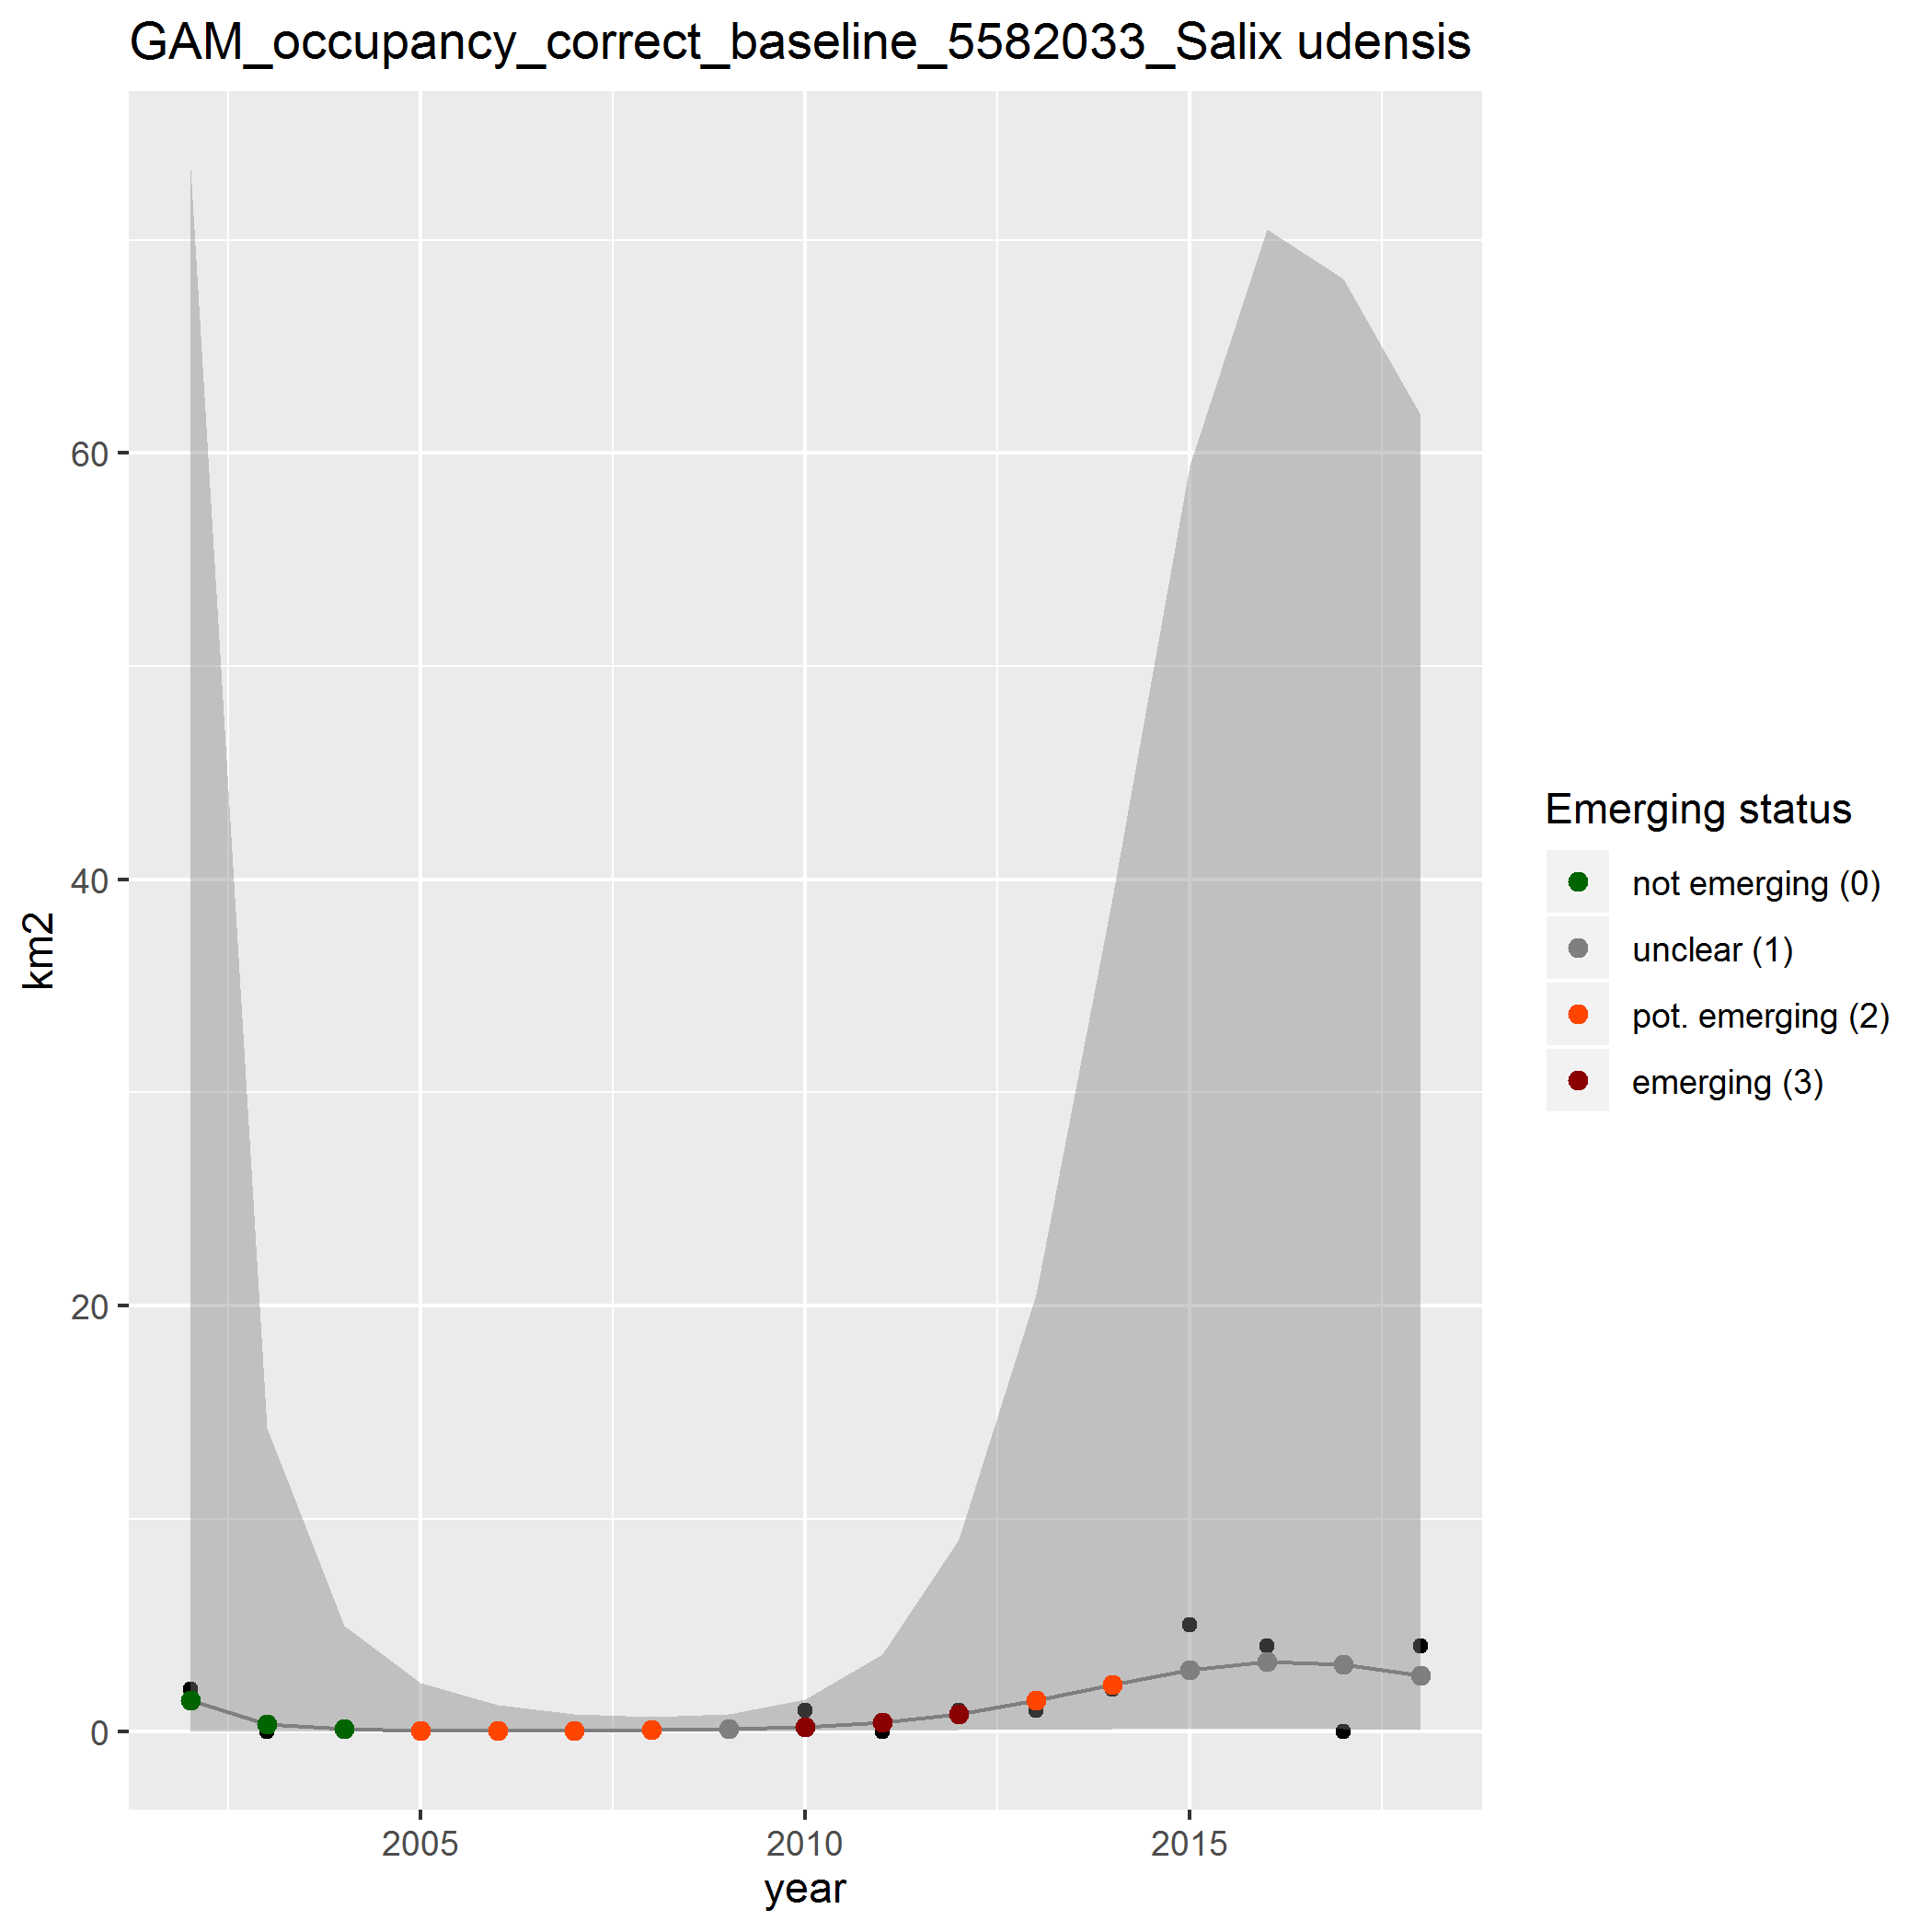 GAM_occupancy_correct_baseline_5582033_Salix udensis
60
40
20
0
km2
2005
2010
2015
year
Emerging status
not emerging (0)
unclear (1)
pot. emerging (2)
emerging (3)